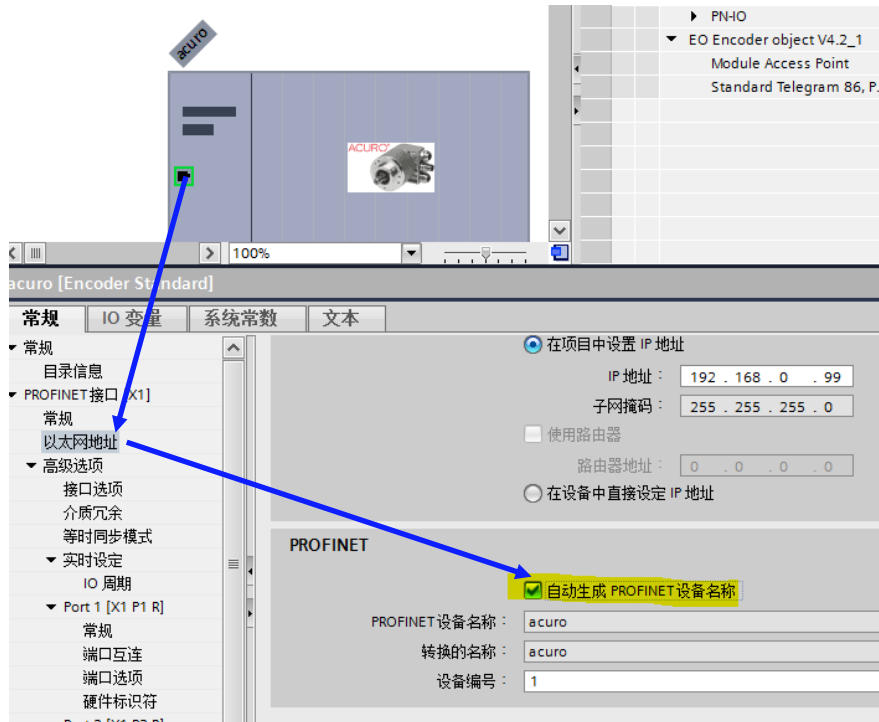 acuro
ACURO
PN-IO
EO Encoder object V4.2_1
Module Access Point
Standard Telegram 86, P.
100%
acuro [Encoder Standard]
常规
IO 变量
系统常数
文本
常规
目录信息
PROFINET接口 [X1]
常规
以太网地址
高级选项
接口选项
介质冗余
等时同步模式
实时设定
IO 周期
Port 1 [X1 P1 R]
常规
端口互连
端口选项
硬件标识符
Port 2 [X1 P2 R]
在项目中设置 IP 地址
IP 地址： 192 . 168 . 0 . 99
子网掩码： 255 . 255 . 255 . 0
使用路由器
路由器地址： 0 . 0 . 0 . 0
在设备中直接设定 IP 地址
PROFINET
自动生成 PROFINET设备名称
PROFINET设备名称： acuro
转换的名称： acuro
设备编号： 1